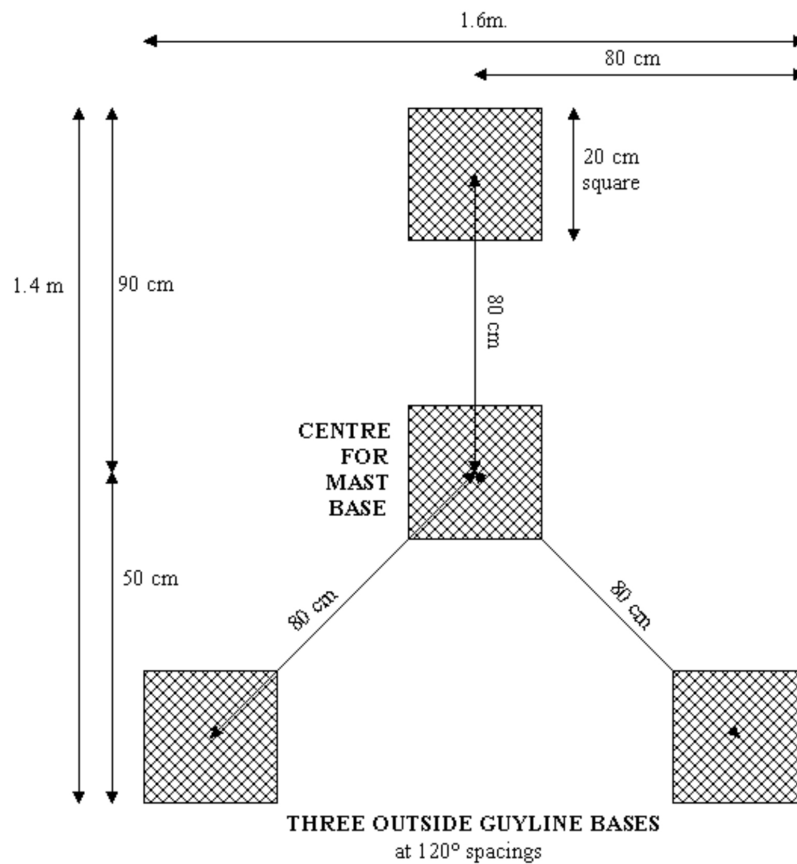 1.6m.
80 cm
20 cm
square
1.4 m
90 cm
80 cm
CENTRE
FOR
MAST
BASE
50 cm
80 cm
80 cm
THREE OUTSIDE GUYLINE BASES
at 120° spacings